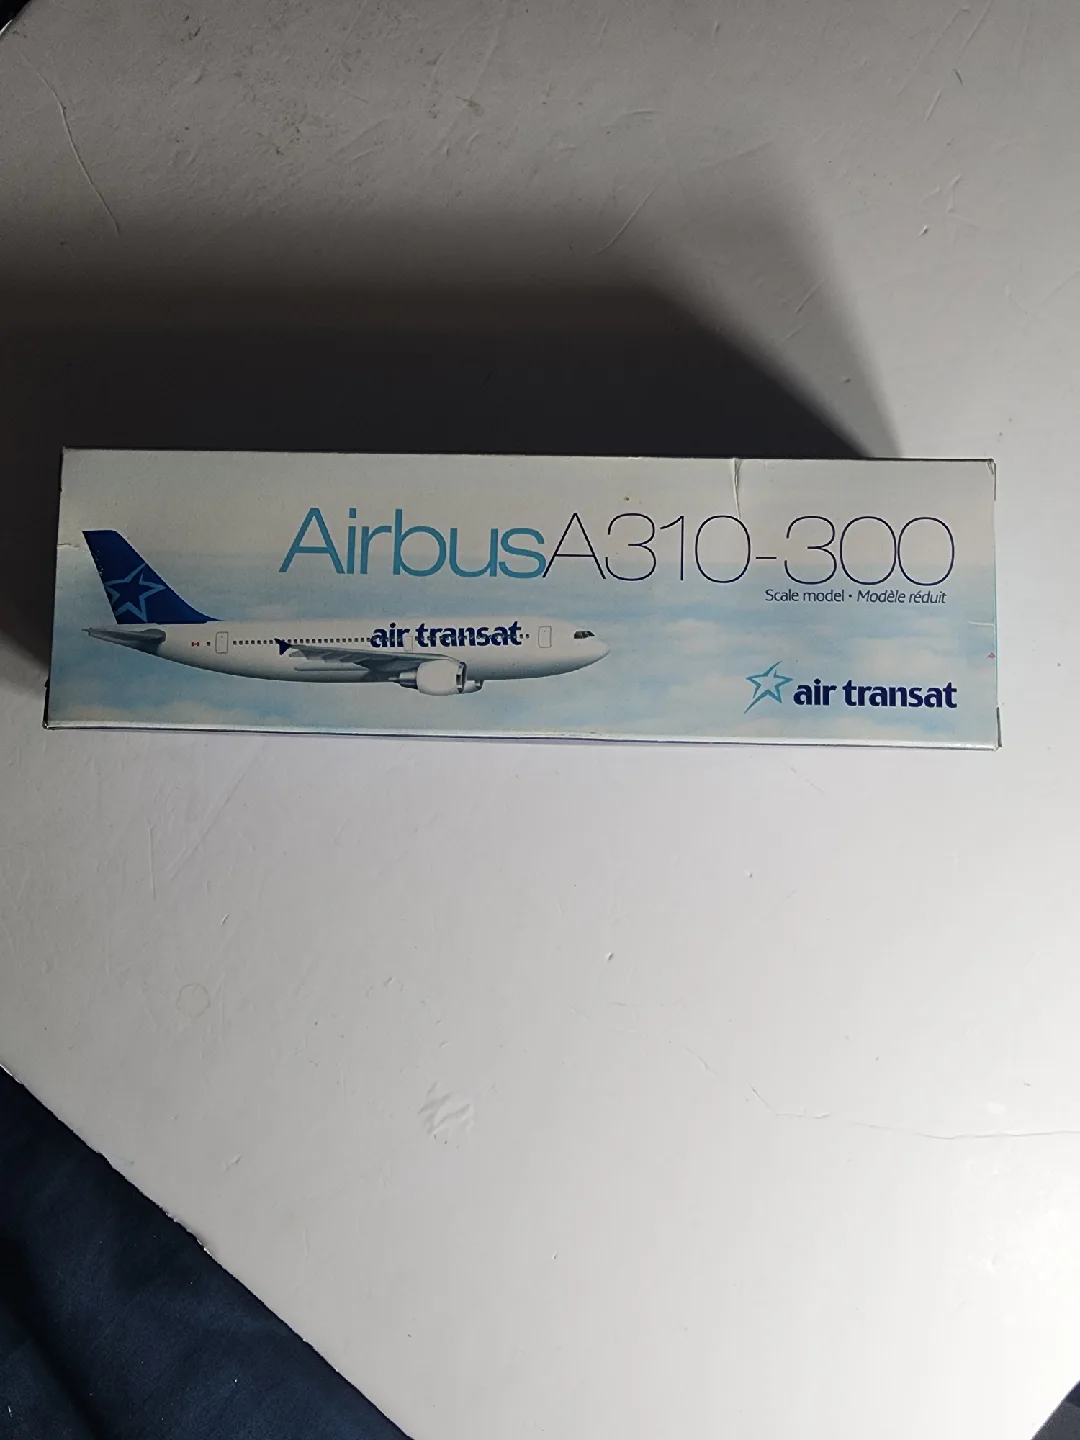 AirbusA310-300
Scale model • Modèle réduit
air transat
air transat